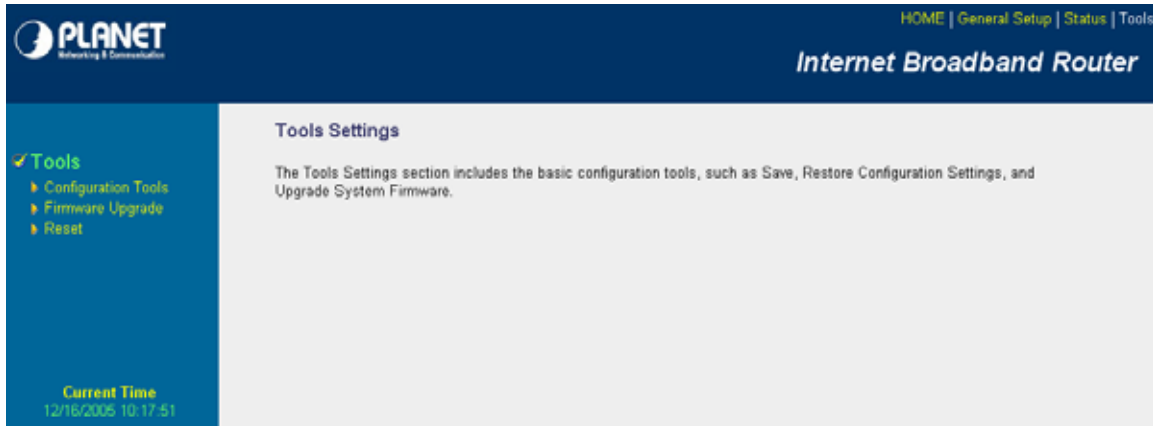 PLANET
Networking & Communication
HOME | General Setup | Status | Tools
Internet Broadband Router
Tools
Configuration Tools
Firmware Upgrade
Reset
Current Time
12/16/2005 10:17:51
Tools Settings
The Tools Settings section includes the basic configuration tools, such as Save, Restore Configuration Settings, and
Upgrade System Firmware.